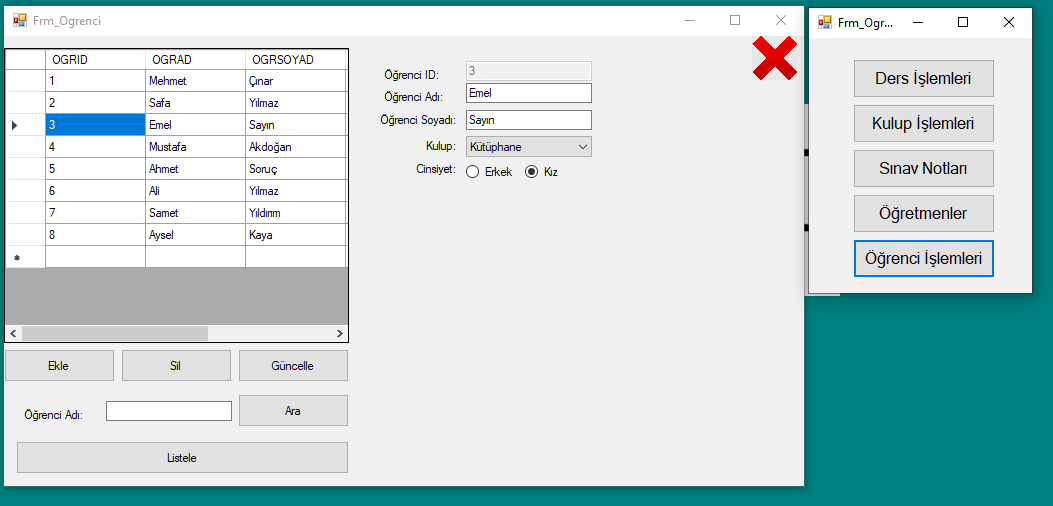 Frm_Ogrenci
OGRID OGRAD OGRSOYAD
1 Mehmet Çınar
2 Safa Yılmaz
3 Emel Sayın
4 Mustafa Akdoğan
5 Ahmet Soruç
6 Ali Yılmaz
7 Samet Yıldırım
8 Aysel Kaya
Ekle Sil Güncelle
Öğrenci Adı: Ara
Listele
Öğrenci ID: 3
Öğrenci Adı: Emel
Öğrenci Soyadı: Sayın
Kulup: Kütüphane
Cinsiyet: Erkek Kız
Frm_Ogr...
Ders İşlemleri
Kulup İşlemleri
Sınav Notları
Öğretmenler
Öğrenci İşlemleri